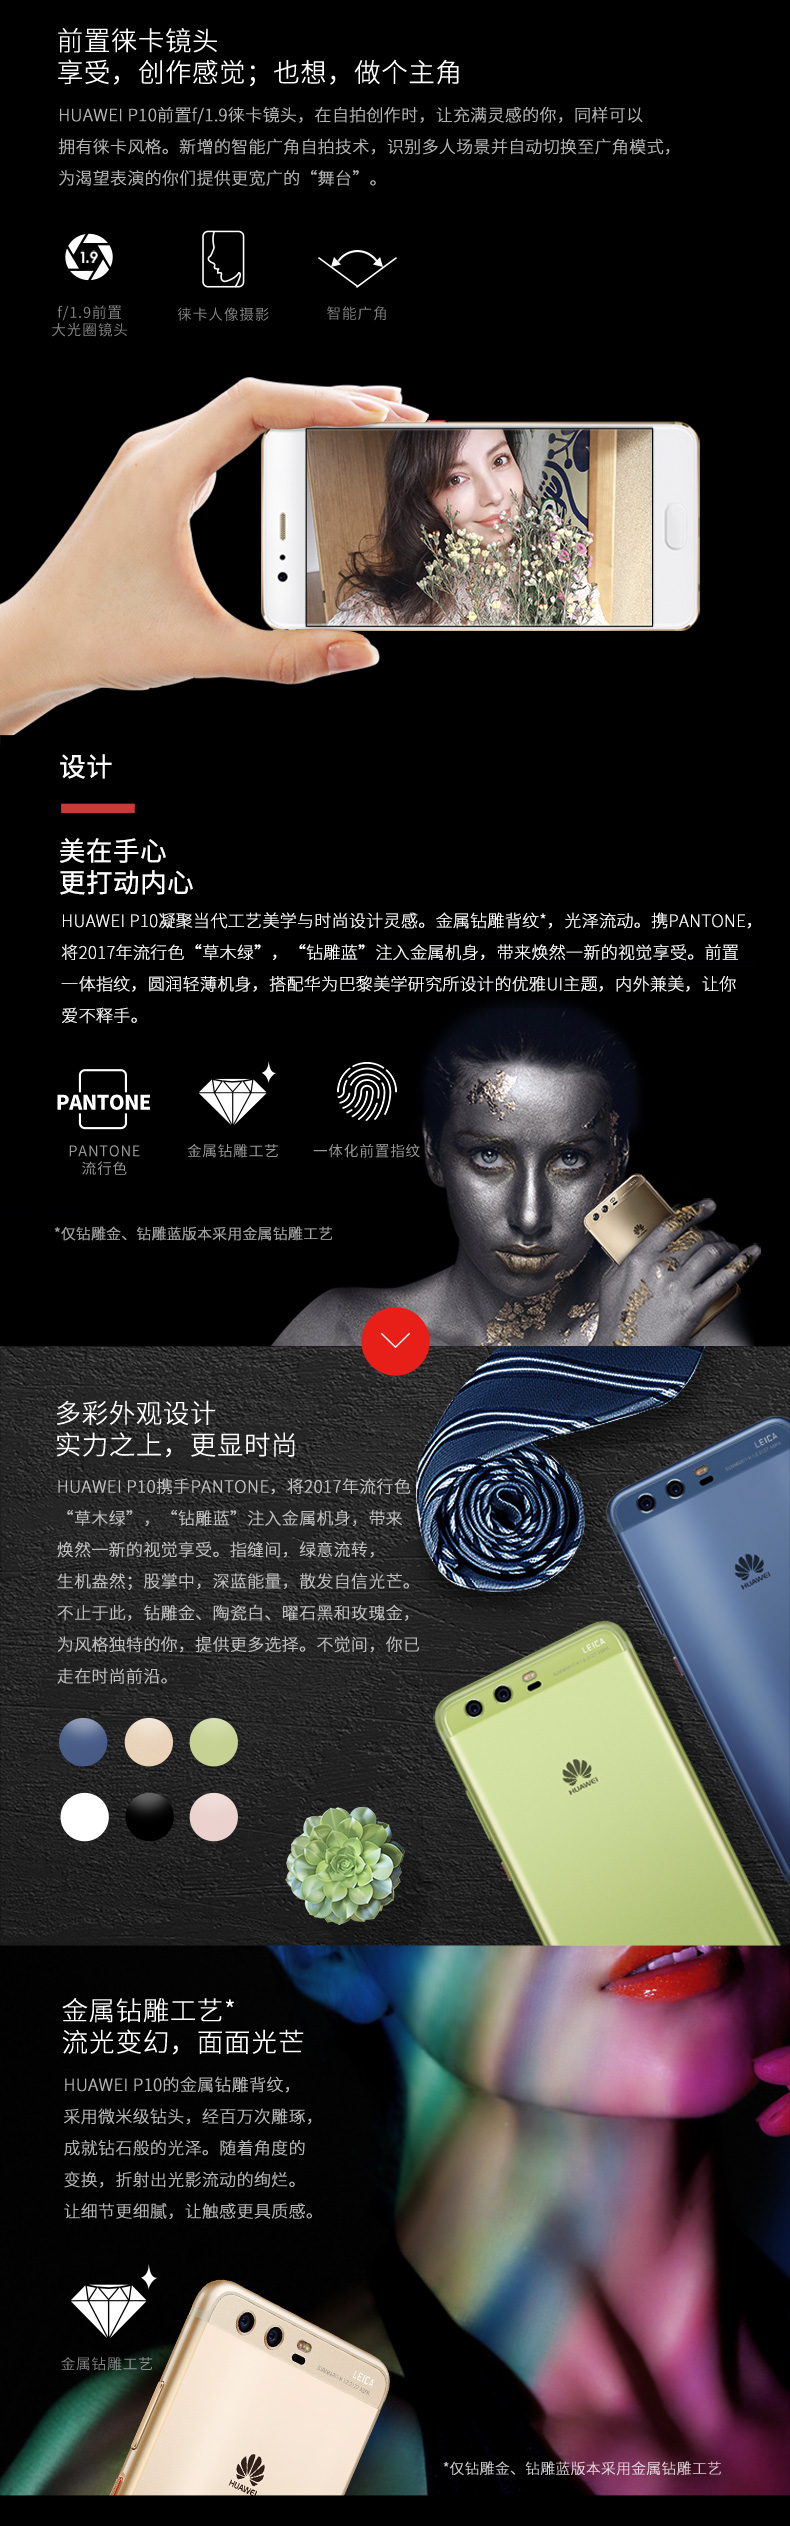 前置徕卡镜头
享受，创作感觉；也想，做个主角
HUAWEI P10前置f/1.9徕卡镜头，在自拍创作时，让充满灵感的你，同样可以
拥有徕卡风格。新增的智能广角自拍技术，识别多人场景并自动切换至广角模式，
为渴望表演的你们提供更宽广的“舞台”。
1.9
f/1.9前置
大光圈镜头
徕卡人像摄影
智能广角
设计
美在手心
更打动内心
HUAWEI P10凝聚当代工艺美学与时尚设计灵感。金属钻雕背纹*，光泽流动。携PANTONE，
将2017年流行色“草木绿”，“钻雕蓝”注入金属机身，带来焕然一新的视觉享受。前置
一体指纹，圆润轻薄机身，搭配华为巴黎美学研究所设计的优雅UI主题，内外兼美，让你
爱不释手。
PANTONE
PANTONE
流行色
金属钻雕工艺
一体化前置指纹
*仅钻雕金、钻雕蓝版本采用金属钻雕工艺
多彩外观设计
实力之上，更显时尚
HUAWEI P10携手PANTONE，将2017年流行色
“草木绿”，“钻雕蓝”注入金属机身，带来
焕然一新的视觉享受。指缝间，绿意流转，
生机盎然；股掌中，深蓝能量，散发自信光芒。
不止于此，钻雕金、陶瓷白、曜石黑和玫瑰金，
为风格独特的你，提供更多选择。不觉间，你已
走在时尚前沿。
LEICA
HUAWEI
LEICA
HUAWEI
金属钻雕工艺*
流光变幻，面面光芒
HUAWEI P10的金属钻雕背纹，
采用微米级钻头，经百万次雕琢，
成就钻石般的光泽。随着角度的
变换，折射出光影流动的绚烂。
让细节更细腻，让触感更具质感。
金属钻雕工艺
LEICA
HUAWEI
*仅钻雕金、钻雕蓝版本采用金属钻雕工艺